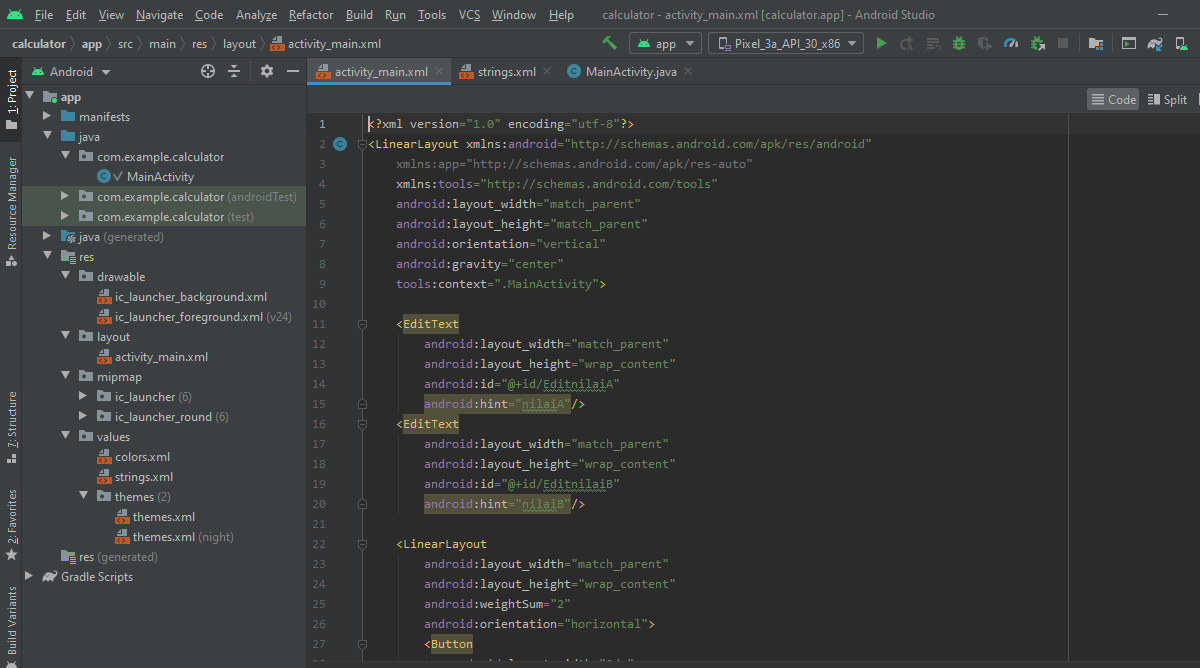 File Edit View Navigate Code Analyze Refactor Build Run Tools VCS Window Help calculator - activity_main.xml [calculator.app] - Android Studio
calculator app src main res layout activity_main.xml app Pixel_3a_API_30_x86
Android activity_main.xml strings.xml MainActivity.java
Code Split
1: Project
Resource Manager
7: Structure
2: Favorites
Build Variants
app
manifests
java
com.example.calculator
MainActivity
com.example.calculator (androidTest)
com.example.calculator (test)
java (generated)
res
drawable
ic_launcher_background.xml
ic_launcher_foreground.xml (v24)
layout
activity_main.xml
mipmap
ic_launcher (6)
ic_launcher_round (6)
values
colors.xml
strings.xml
themes (2)
themes.xml
themes.xml (night)
res (generated)
Gradle Scripts
1 <?xml version="1.0" encoding="utf-8"?>
2 <LinearLayout xmlns:android="http://schemas.android.com/apk/res/android"
3 xmlns:app="http://schemas.android.com/apk/res-auto"
4 xmlns:tools="http://schemas.android.com/tools"
5 android:layout_width="match_parent"
6 android:layout_height="match_parent"
7 android:orientation="vertical"
8 android:gravity="center"
9 tools:context=".MainActivity">
10
11 <EditText
12 android:layout_width="match_parent"
13 android:layout_height="wrap_content"
14 android:id="@+id/EditnilaiA"
15 android:hint="nilaiA"/>
16 <EditText
17 android:layout_width="match_parent"
18 android:layout_height="wrap_content"
19 android:id="@+id/EditnilaiB"
20 android:hint="nilaiB"/>
21
22 <LinearLayout
23 android:layout_width="match_parent"
24 android:layout_height="wrap_content"
25 android:weightSum="2"
26 android:orientation="horizontal">
27 <Button